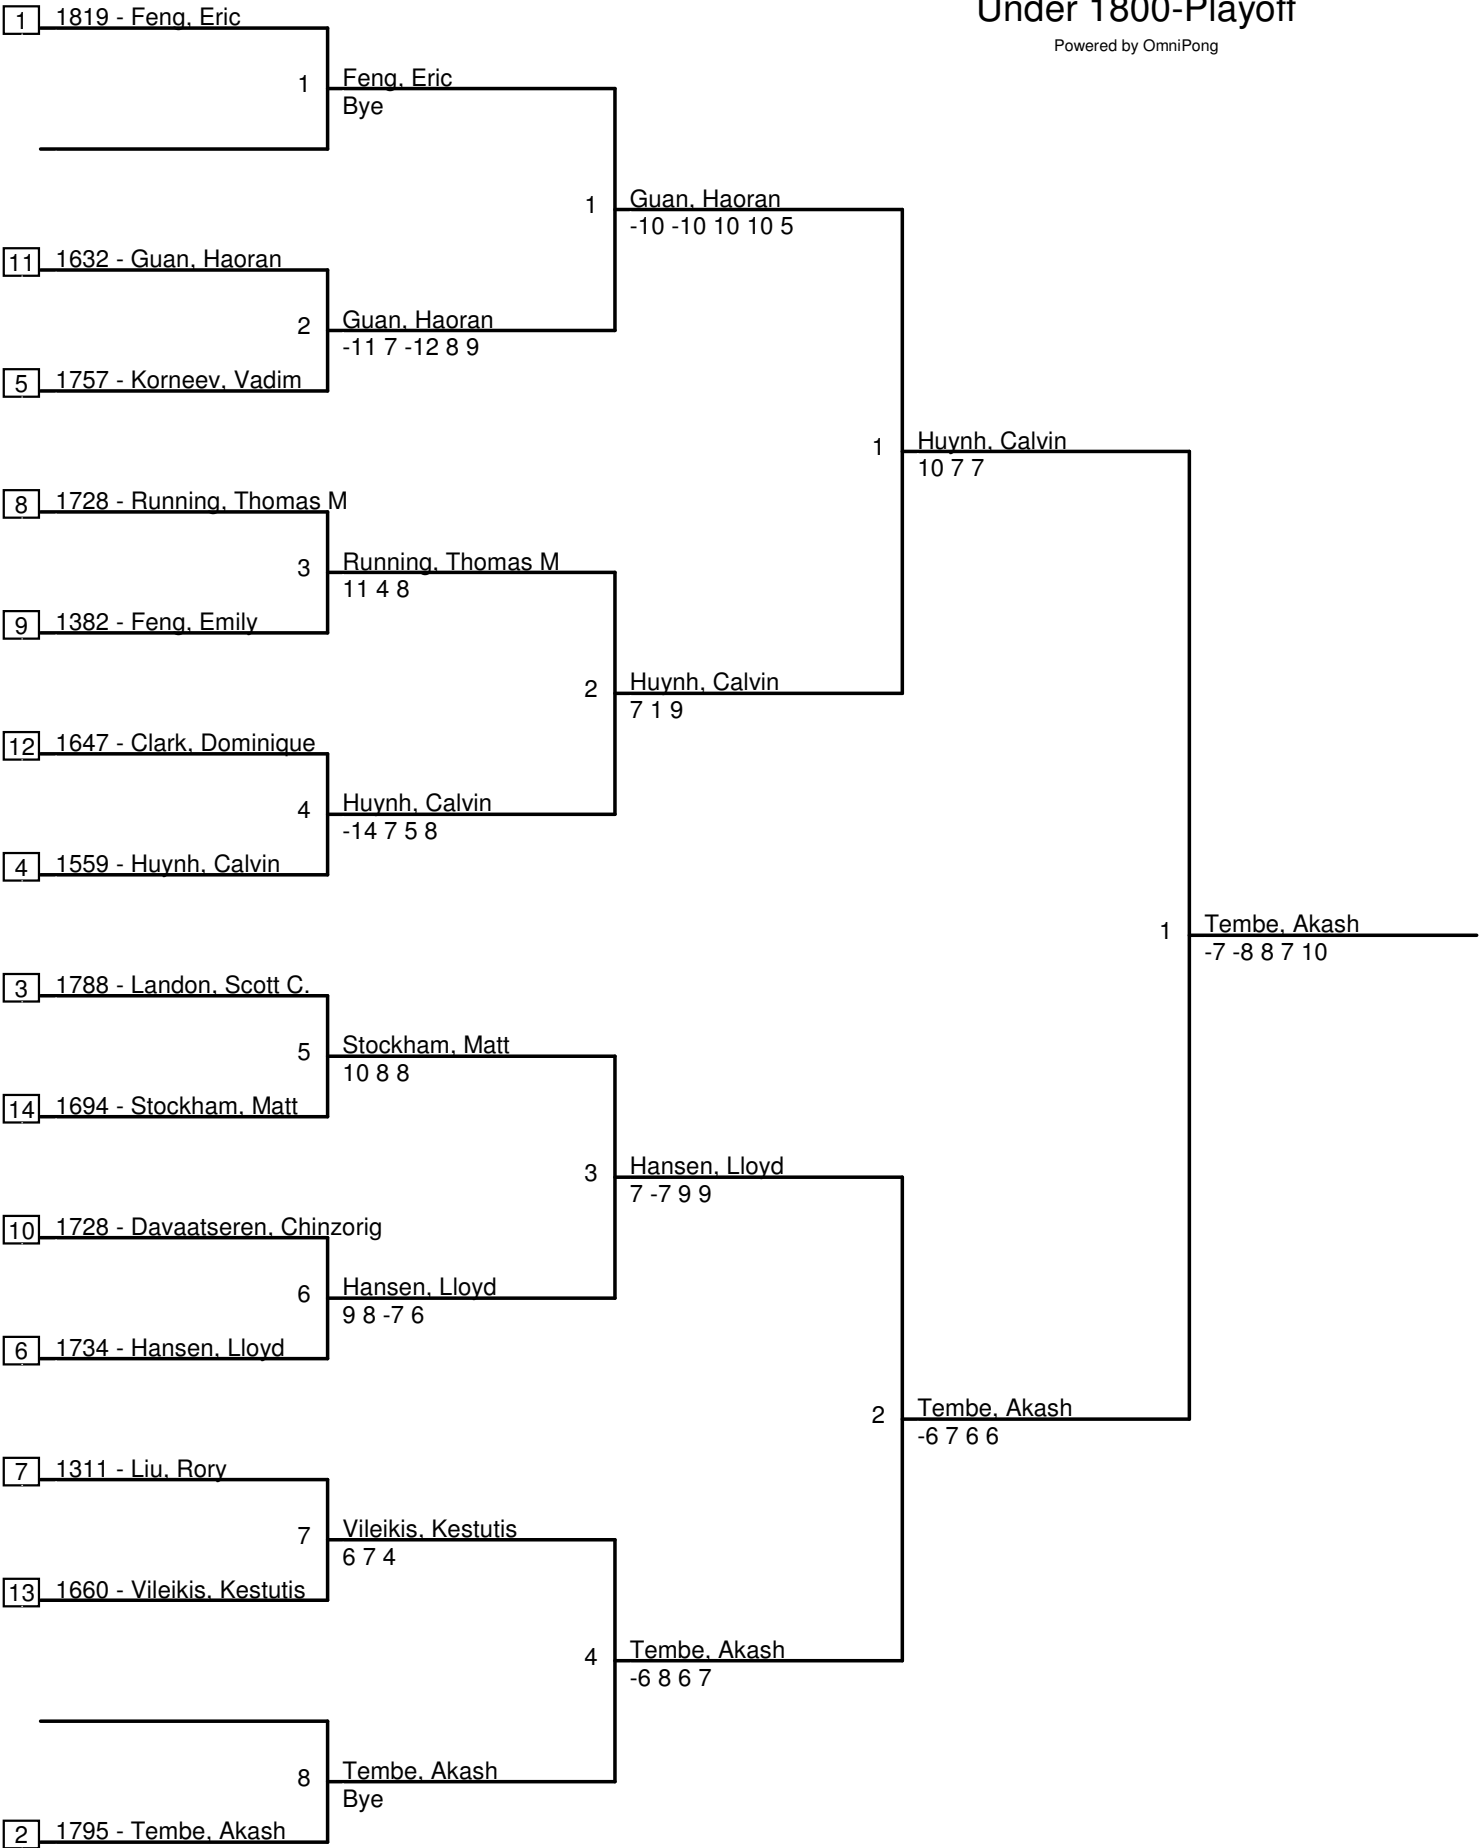 Under 1800-Playoff
Powered by OmniPong
1 1819 - Feng, Eric
1 Feng, Eric
Bye
1 Guan, Haoran
-10 -10 10 10 5
11 1632 - Guan, Haoran
2 Guan, Haoran
-11 7 -12 8 9
5 1757 - Korneev, Vadim
1 Huynh, Calvin
10 7 7
8 1728 - Running, Thomas M
3 Running, Thomas M
11 4 8
9 1382 - Feng, Emily
2 Huynh, Calvin
7 1 9
12 1647 - Clark, Dominique
4 Huynh, Calvin
-14 7 5 8
4 1559 - Huynh, Calvin
1 Tembe, Akash
-7 -8 8 7 10
3 1788 - Landon, Scott C.
5 Stockham, Matt
10 8 8
14 1694 - Stockham, Matt
3 Hansen, Lloyd
7 -7 9 9
10 1728 - Davaatseren, Chinzorig
6 Hansen, Lloyd
9 8 -7 6
6 1734 - Hansen, Lloyd
2 Tembe, Akash
-6 7 6 6
7 1311 - Liu, Rory
7 Vileikis, Kestutis
6 7 4
13 1660 - Vileikis, Kestutis
4 Tembe, Akash
-6 8 6 7
8 Tembe, Akash
Bye
2 1795 - Tembe, Akash